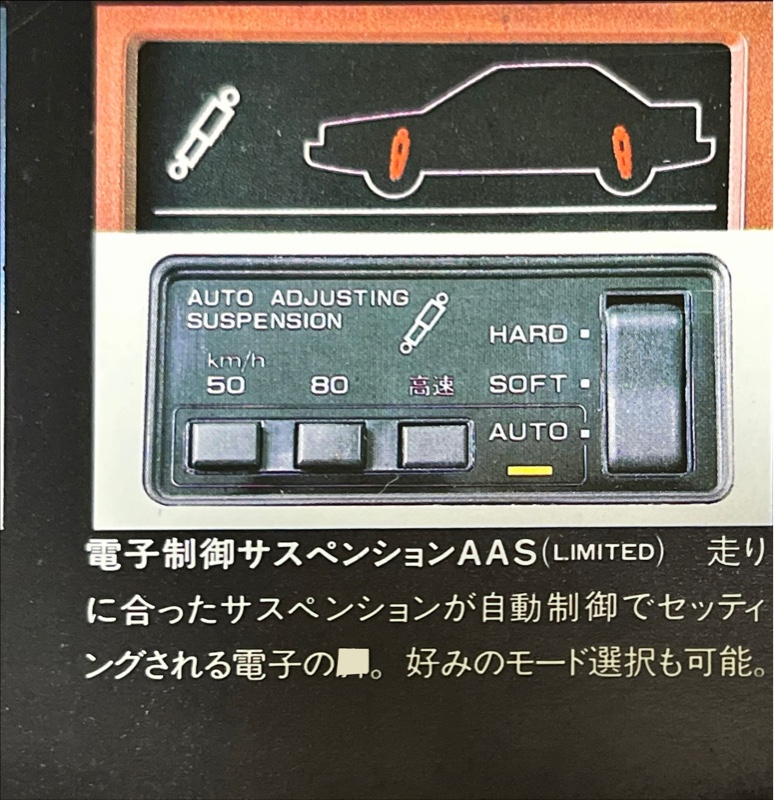 AUTO ADJUSTING
SUSPENSION
km/h
50 80 高速
HARD
SOFT
AUTO
電子制御サスペンションAAS(LIMITED) 走り
に合ったサスペンションが自動制御でセッティ
ングされる電子の 。好みのモード選択も可能。